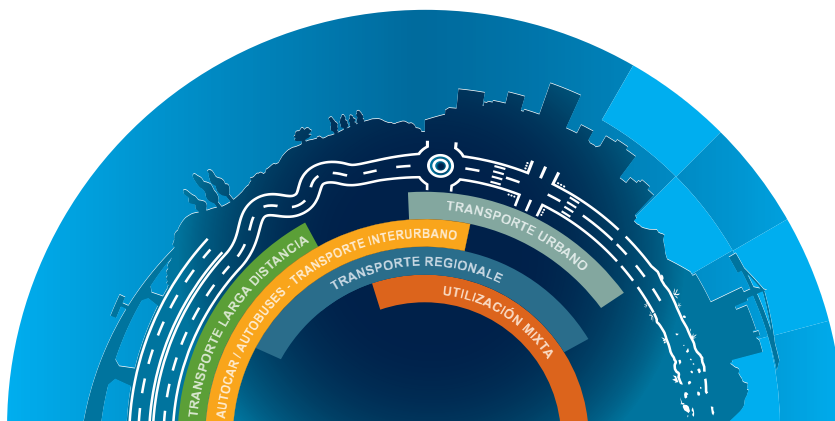 TRANSPORTE LARGA DISTANCIA
AUTOCAR / AUTOBUSES - TRANSPORTE INTERURBANO
TRANSPORTE REGIONALE
TRANSPORTE URBANO
UTILIZACIÓN MIXTA